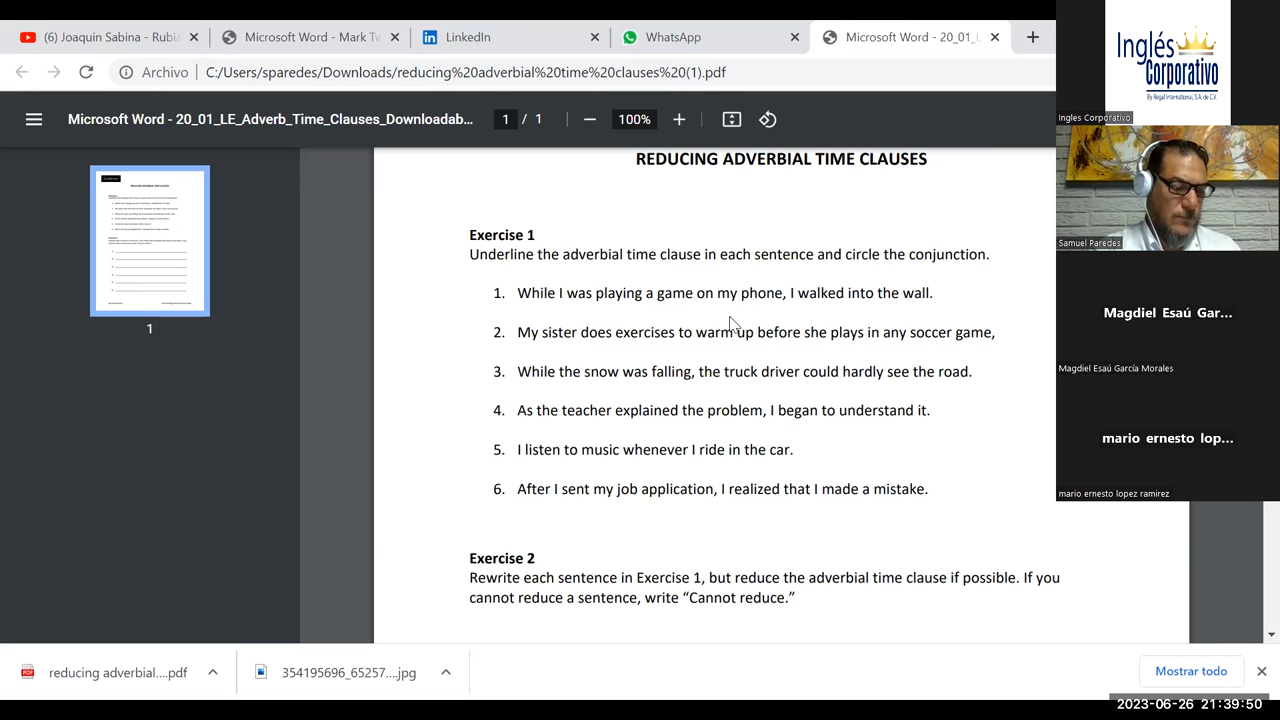 (6) Joaquin Sabina - Rubia
Microsoft Word - Mark Tw
LinkedIn
WhatsApp
Microsoft Word - 20_01_L
Archivo
C:/Users/sparedes/Downloads/reducing%20adverbial%20time%20clauses%20(1).pdf
Microsoft Word - 20_01_LE_Adverb_Time_Clauses_Downloadab...
1 / 1
100%
1
REDUCING ADVERBIAL TIME CLAUSES
Exercise 1
Underline the adverbial time clause in each sentence and circle the conjunction.
1. While I was playing a game on my phone, I walked into the wall.
2. My sister does exercises to warm up before she plays in any soccer game,
3. While the snow was falling, the truck driver could hardly see the road.
4. As the teacher explained the problem, I began to understand it.
5. I listen to music whenever I ride in the car.
6. After I sent my job application, I realized that I made a mistake.
Exercise 2
Rewrite each sentence in Exercise 1, but reduce the adverbial time clause if possible. If you
cannot reduce a sentence, write “Cannot reduce.”
Inglés
Corporativo
By Regal International, S.A. de C.V.
Ingles Corporativo
Samuel Paredes
Magdiel Esaú Gar...
Magdiel Esaú García Morales
mario ernesto lop...
mario ernesto lopez ramirez
reducing adverbial....pdf
354195696_65257....jpg
Mostrar todo
2023-06-26 21:39:50